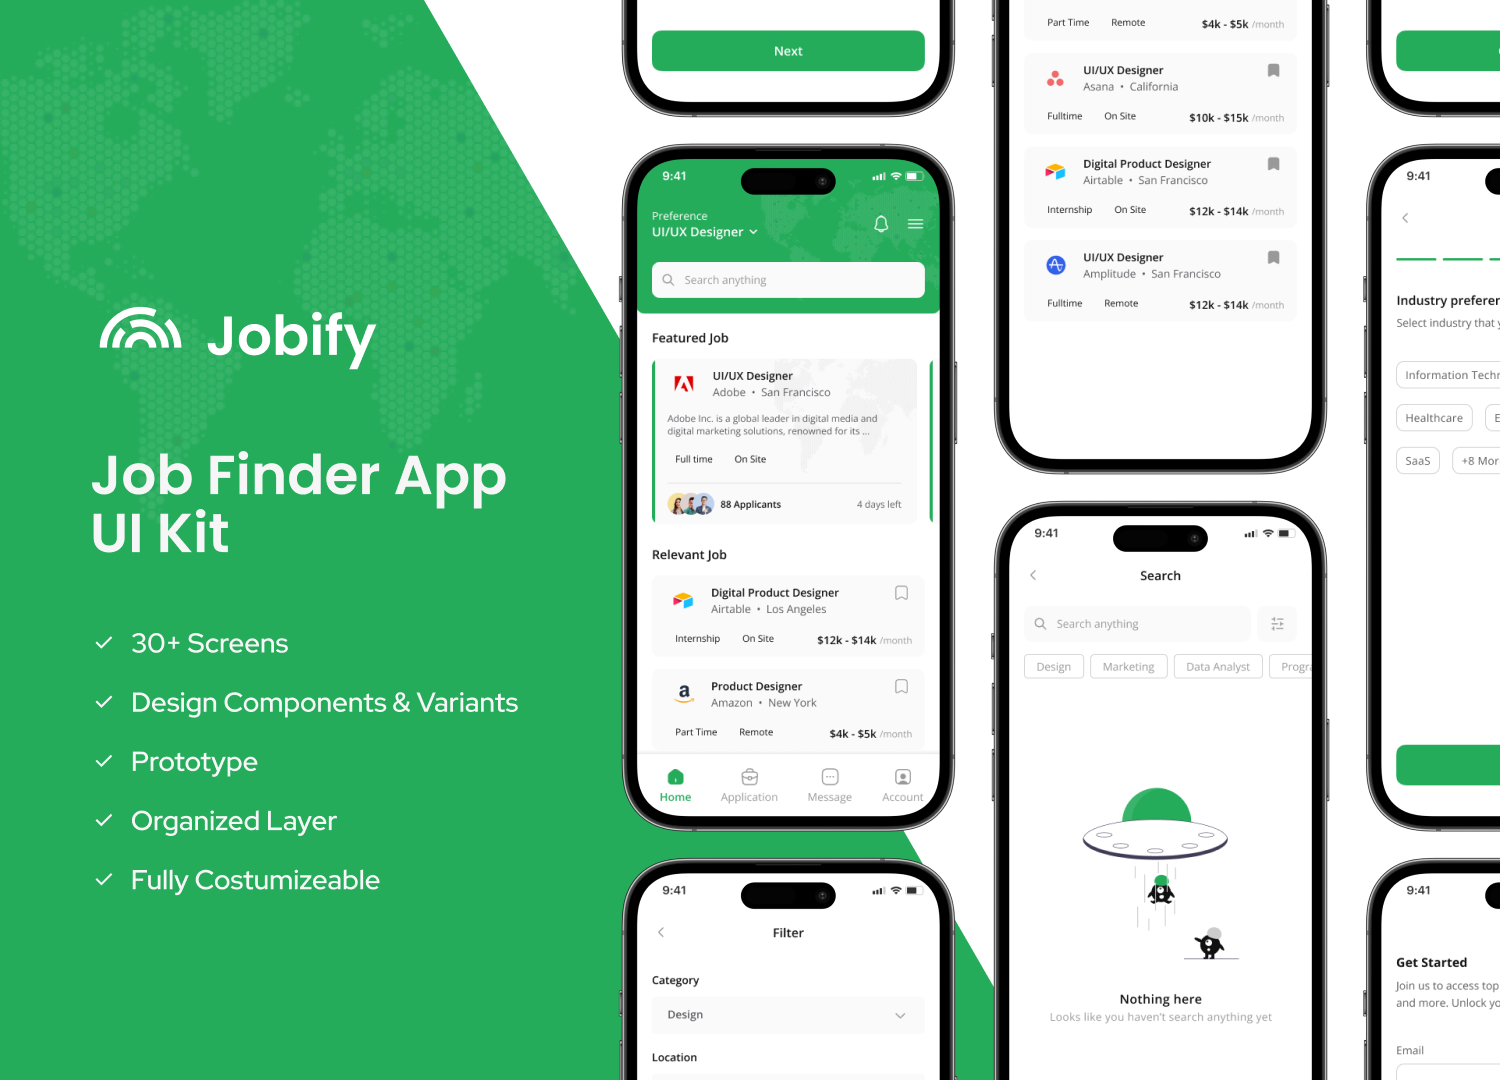 Jobify
Job Finder App
UI Kit
30+ Screens
Design Components & Variants
Prototype
Organized Layer
Fully Costumizeable
Next
9:41
Preference
UI/UX Designer
Search anything
Featured Job
UI/UX Designer
Adobe • San Francisco
Adobe Inc. is a global leader in digital media and
digital marketing solutions, renowned for its ...
Full time On Site
88 Applicants 4 days left
Relevant Job
Digital Product Designer
Airtable • Los Angeles
Internship On Site $12k - $14k /month
Product Designer
Amazon • New York
Part Time Remote $4k - $5k /month
Home Application Message Account
9:41
Filter
Category
Design
Location
Part Time Remote $4k - $5k /month
UI/UX Designer
Asana • California
Fulltime On Site $10k - $15k /month
Digital Product Designer
Airtable • San Francisco
Internship On Site $12k - $14k /month
UI/UX Designer
Amplitude • San Francisco
Fulltime Remote $12k - $14k /month
9:41
Search
Search anything
Design Marketing Data Analyst Progra
Nothing here
Looks like you haven't search anything yet
9:41
Industry preferen
Select industry that y
Information Techn
Healthcare E
SaaS +8 Mor
9:41
Get Started
Join us to access top
and more. Unlock yo
Email